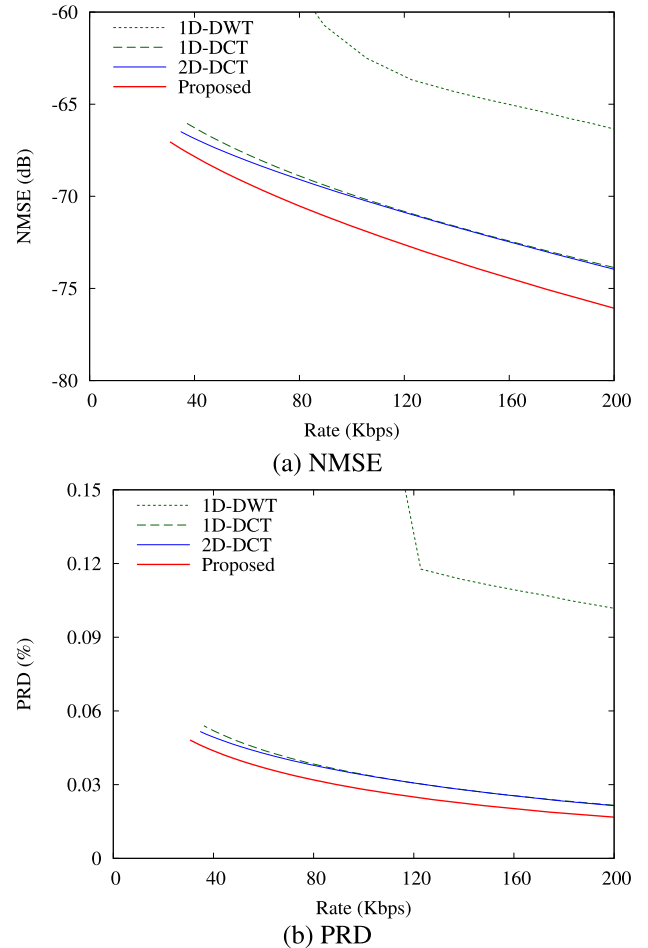 -60
-65
-70
-75
-80
NMSE (dB)
1D-DWT
1D-DCT
2D-DCT
Proposed
0 40 80 120 160 200
Rate (Kbps)
(a) NMSE
0.15
0.12
0.09
0.06
0.03
0
PRD (%)
1D-DWT
1D-DCT
2D-DCT
Proposed
0 40 80 120 160 200
Rate (Kbps)
(b) PRD